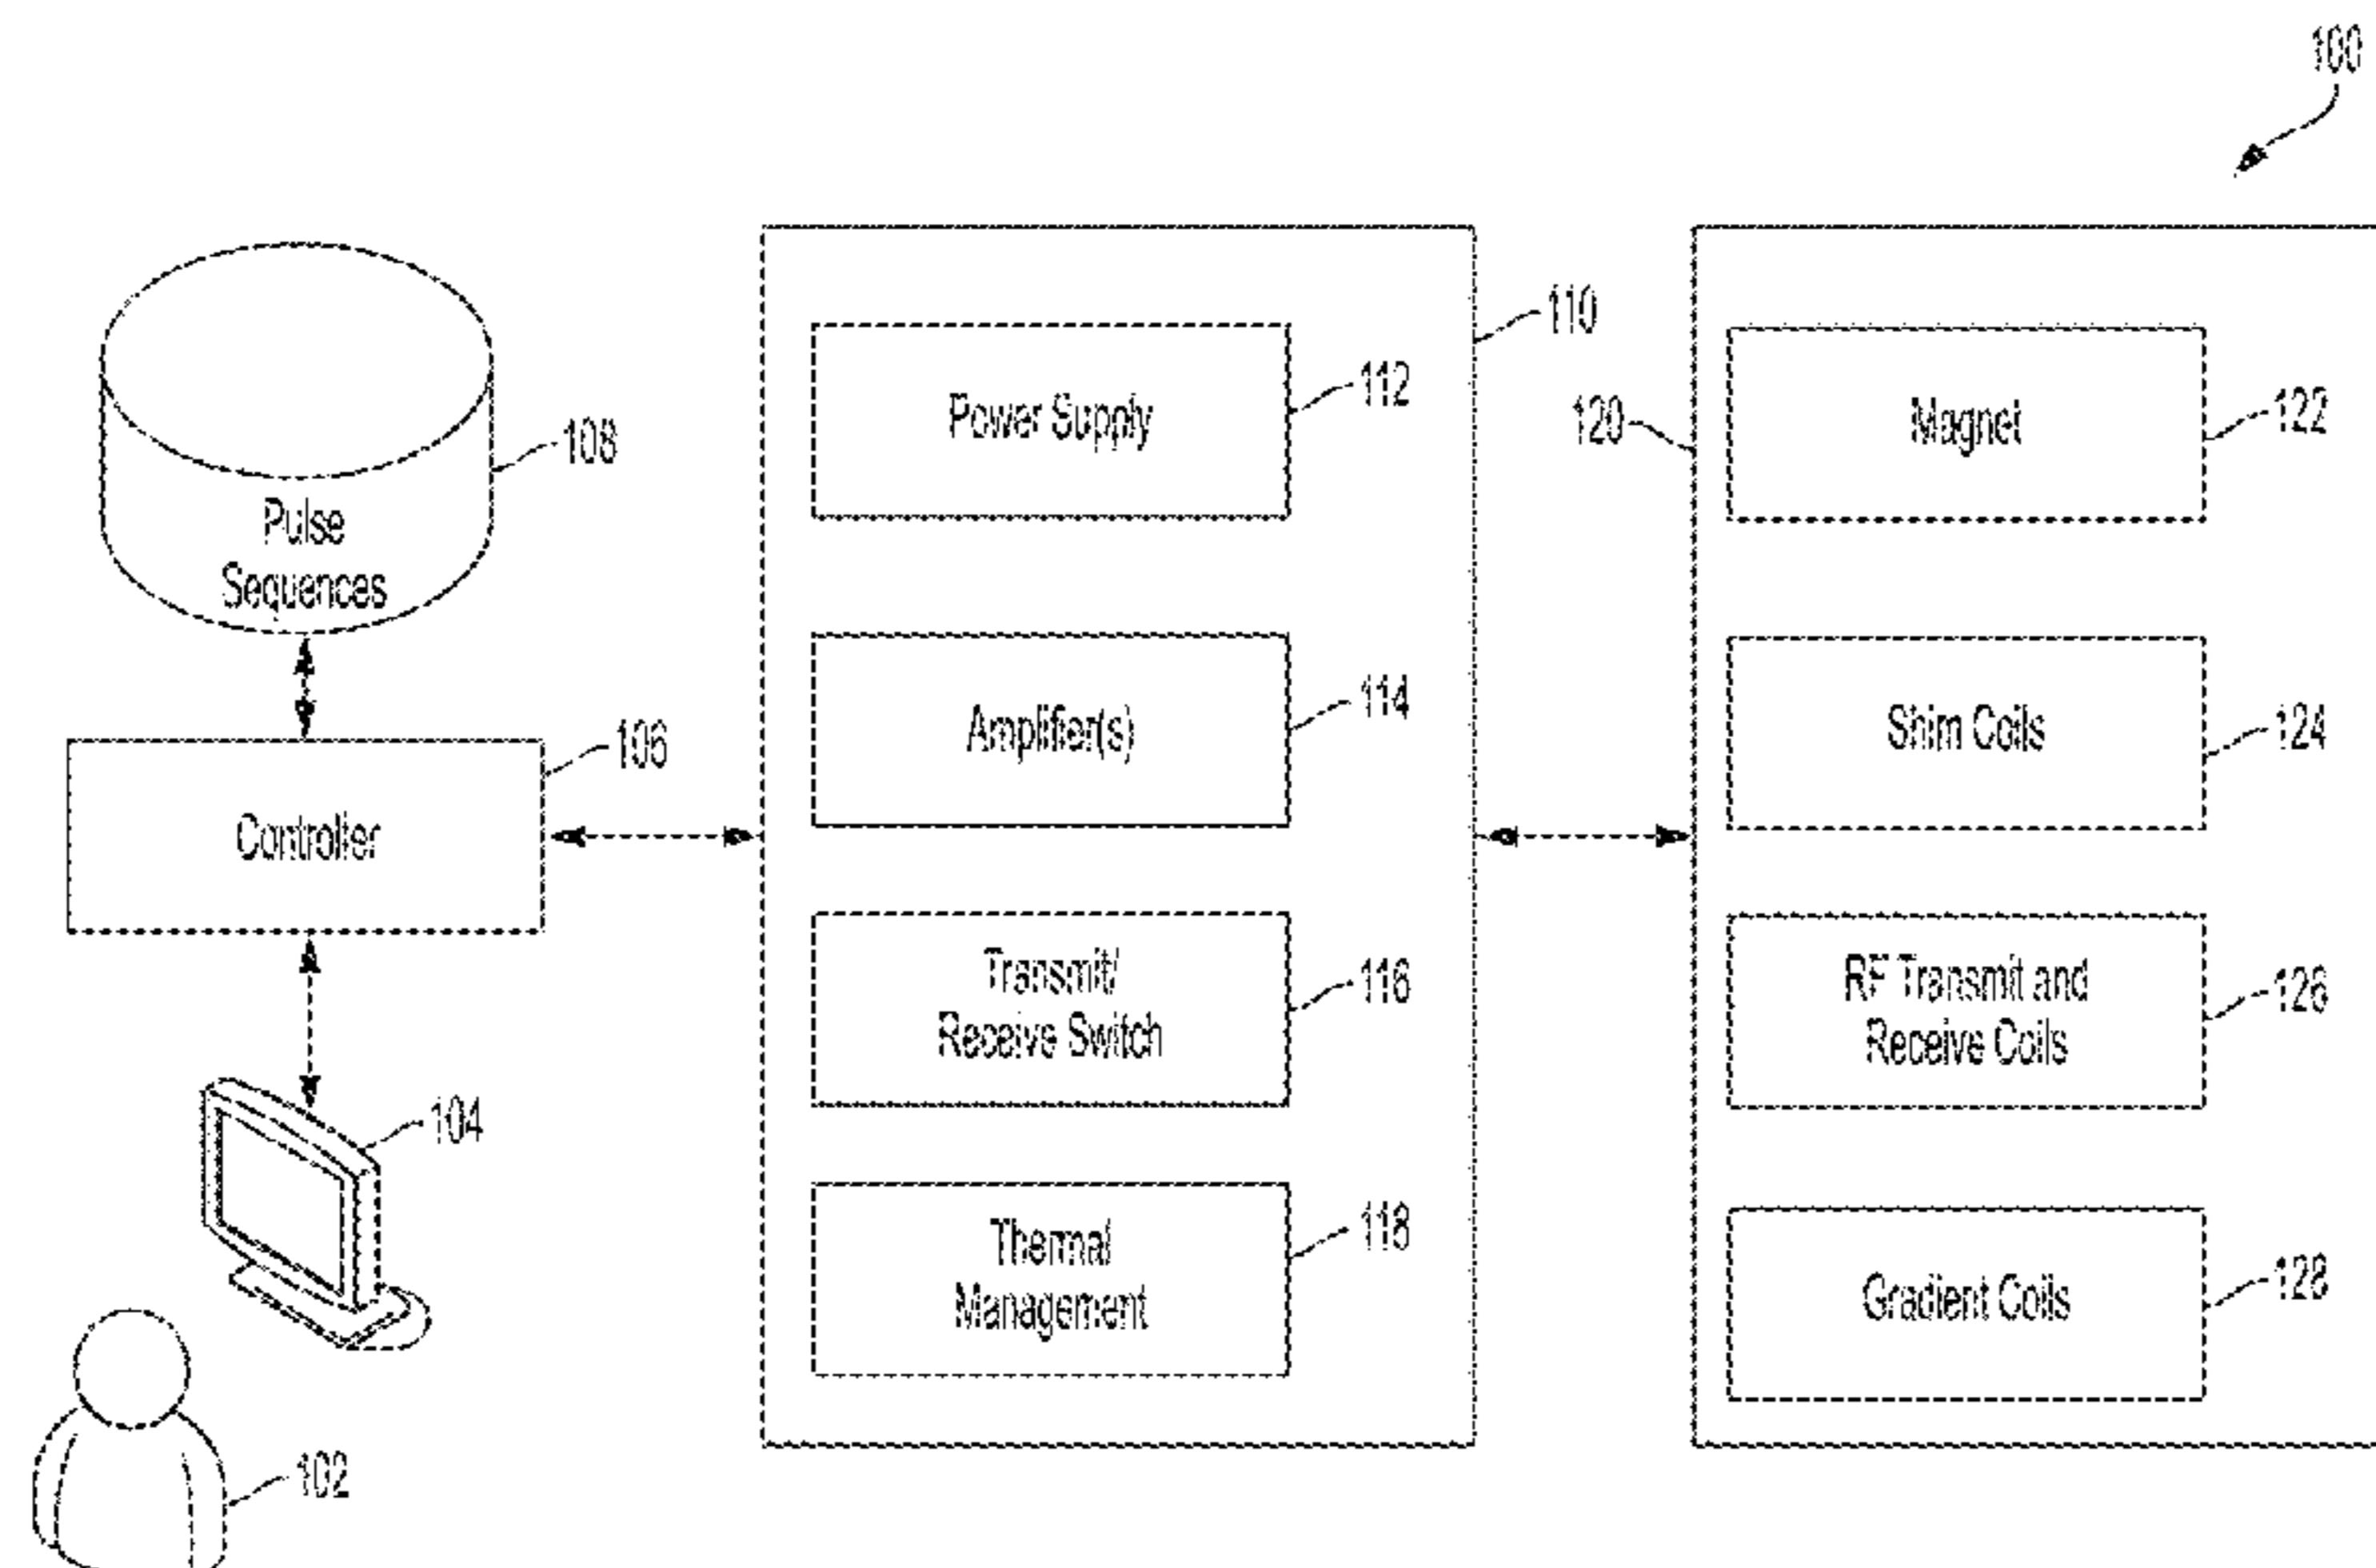 100
110
Power Supply
112
120
Magnet
122
108
Pulse
Sequences
Amplifier(s)
114
Shim Coils
124
106
Controller
Transmit/
Receive Switch
116
RF Transmit and
Receive Coils
126
104
Thermal
Management
118
Gradient Coils
128
102